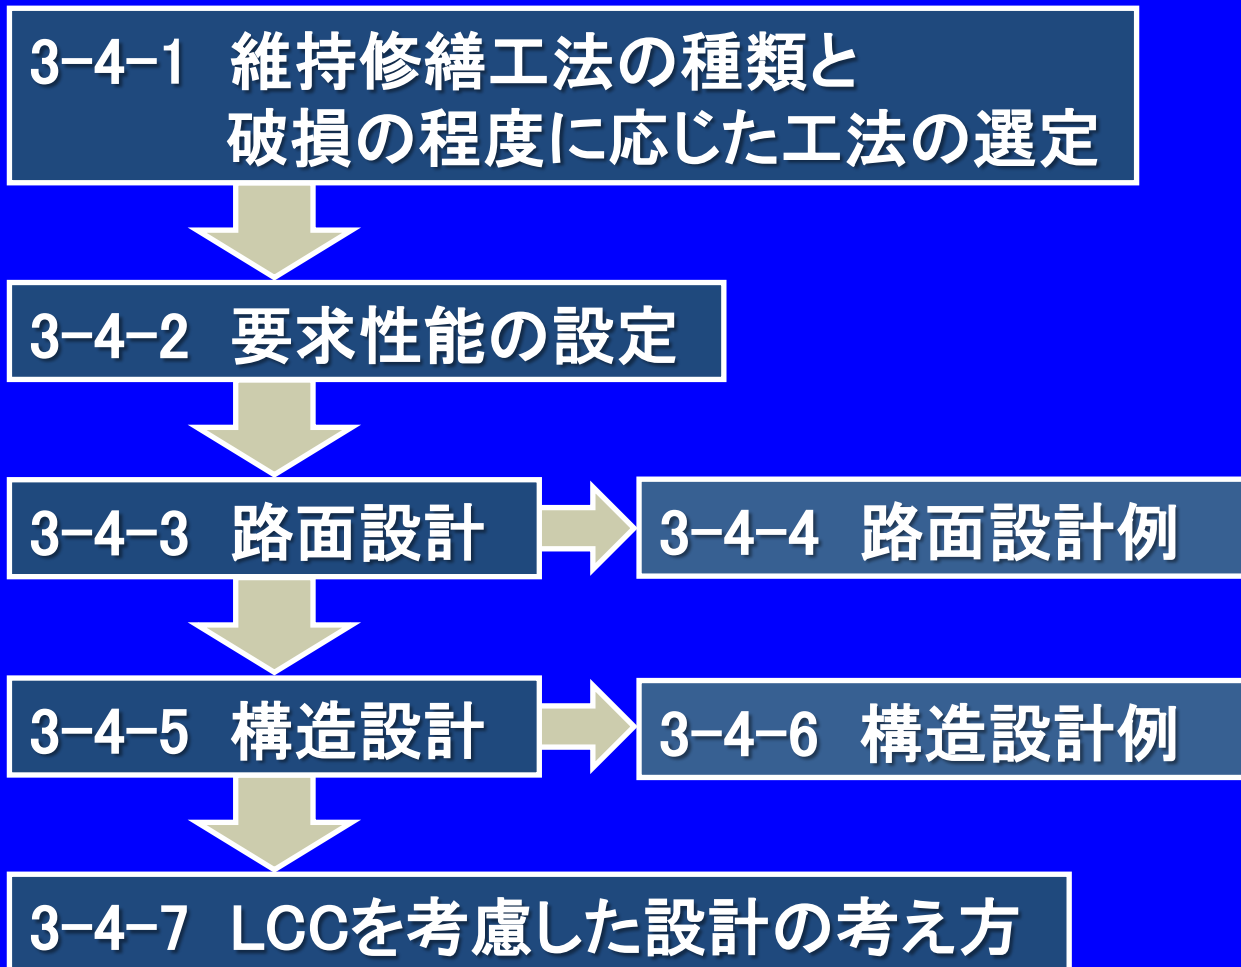 3-4-1 維持修繕工法の種類と
破損の程度に応じた工法の選定
3-4-2 要求性能の設定
3-4-3 路面設計
3-4-4 路面設計例
3-4-5 構造設計
3-4-6 構造設計例
3-4-7 LCCを考慮した設計の考え方